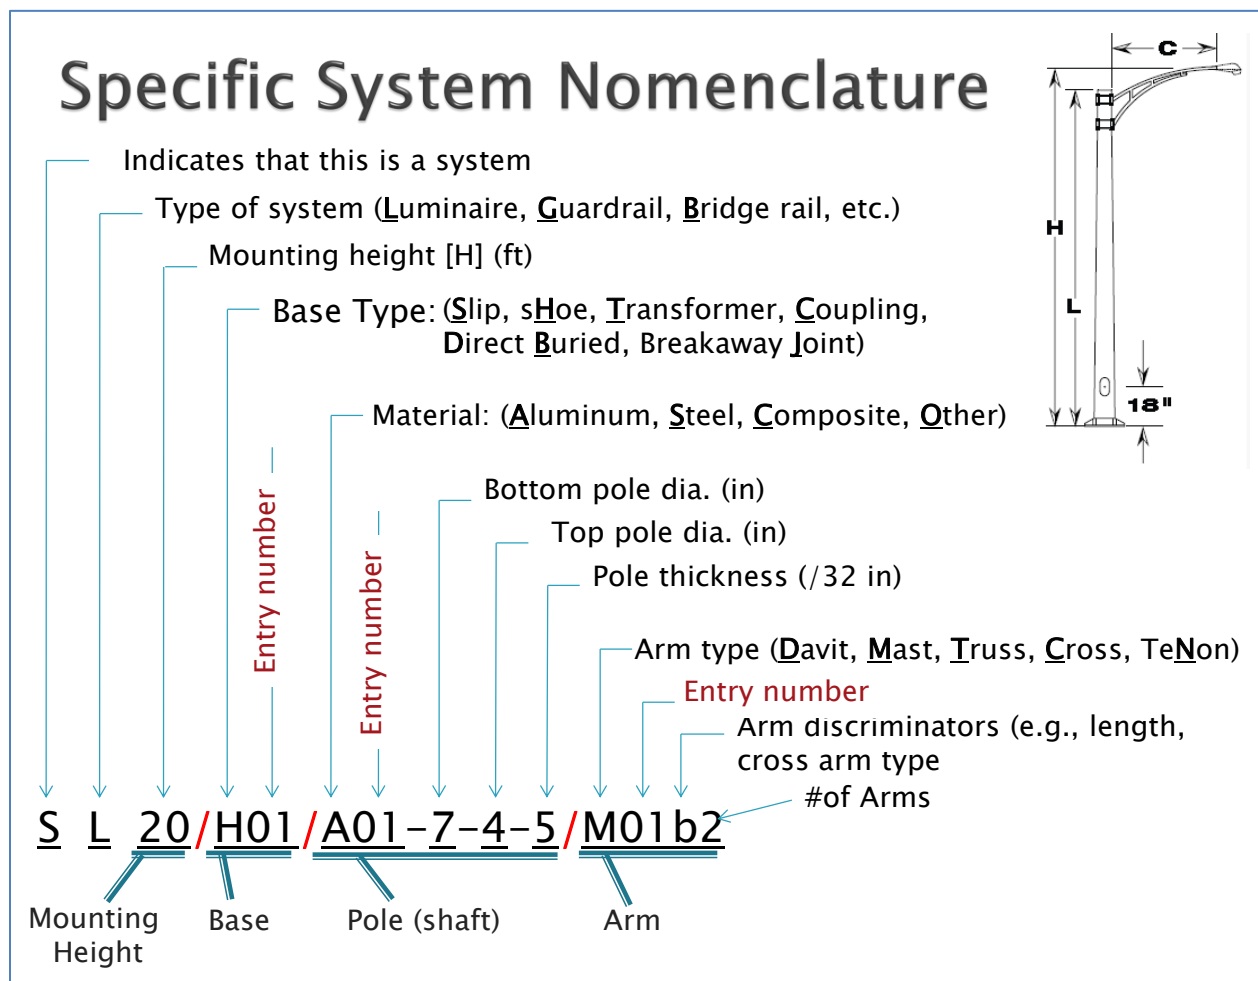 Specific System Nomenclature
C
Indicates that this is a system
Type of system (Luminaire, Guardrail, Bridge rail, etc.)
H
Mounting height [H] (ft)
Base Type: (Slip, sHoe, Transformer, Coupling,
L
Direct Buried, Breakaway Joint)
18"
Material: (Aluminum, Steel, Composite, Other)
Entry number
Entry number
Bottom pole dia. (in)
Top pole dia. (in)
Pole thickness (/32 in)
Arm type (Davit, Mast, Truss, Cross, TeNon)
Entry number
Arm discriminators (e.g., length,
cross arm type
#of Arms
S L 20/H01/A01-7-4-5/M01b2
Mounting
Height
Base
Pole (shaft)
Arm